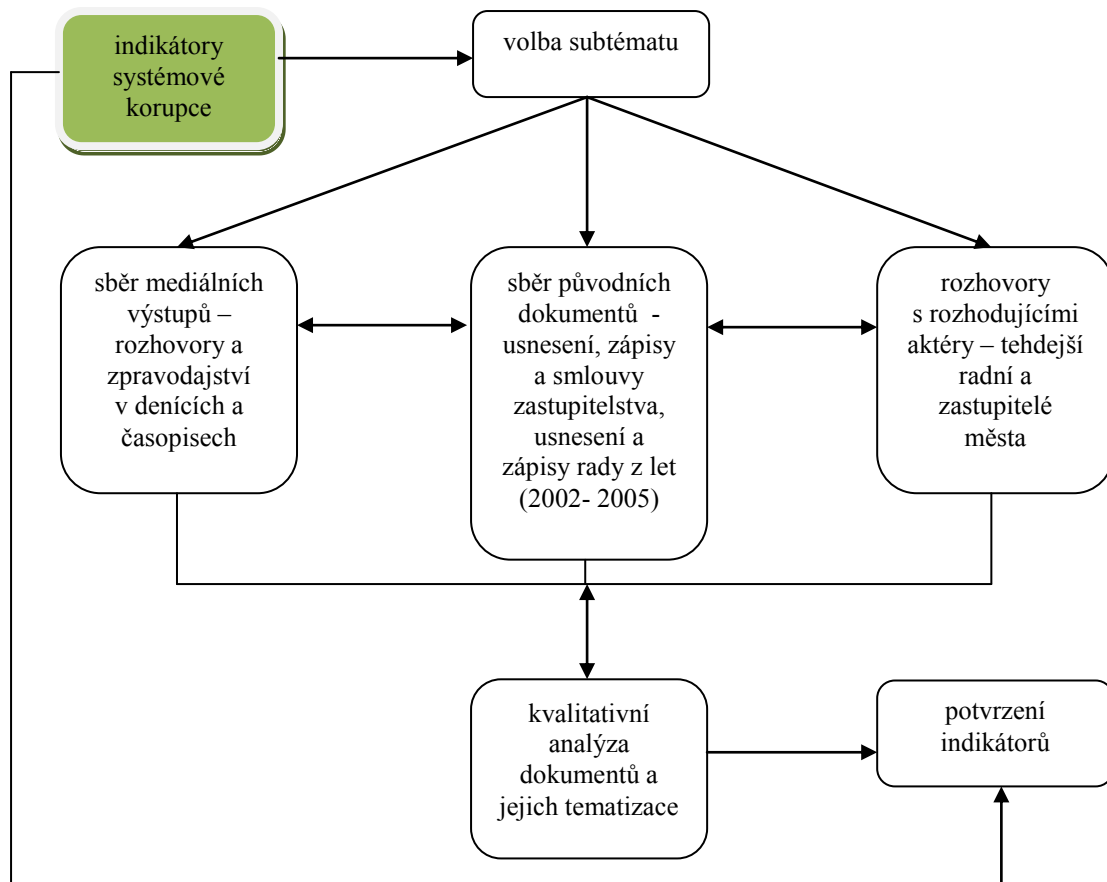 indikátory
systémové
korupce
volba subtématu
sběr mediálních
výstupů –
rozhovory a
zpravodajství
v denících a
časopisech
sběr původních
dokumentů -
usnesení, zápisy
a smlouvy
zastupitelstva,
usnesení a
zápisy rady z let
(2002- 2005)
rozhovory
s rozhodujícími
aktéry – tehdejší
radní a
zastupitelé
města
kvalitativní
analýza
dokumentů a
jejich tematizace
potvrzení
indikátorů